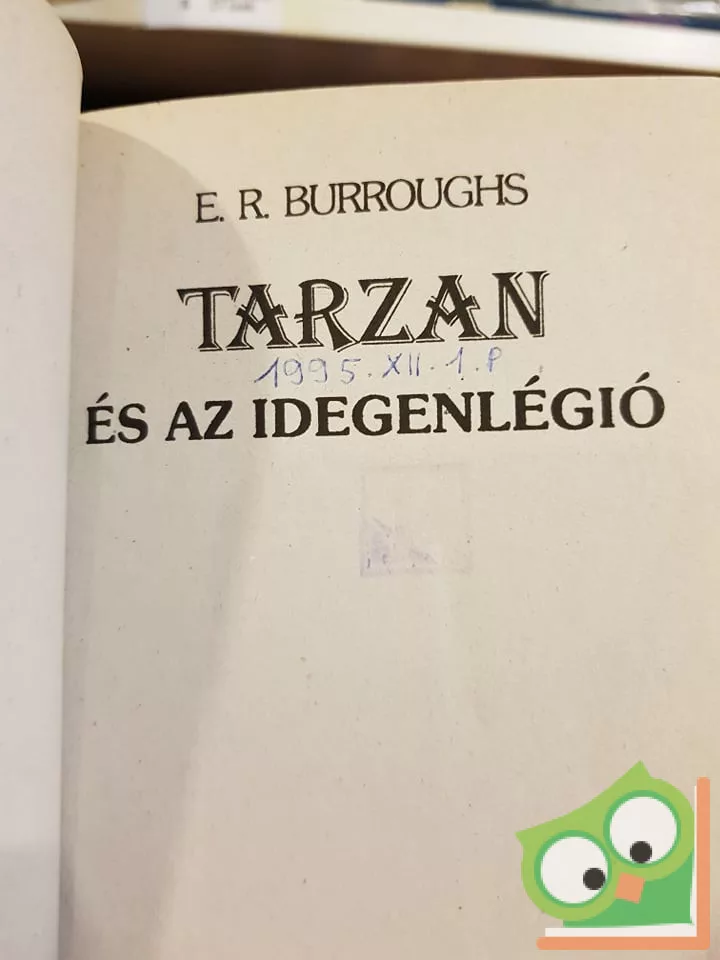 E. R. BURROUGHS
TARZAN
1995. XII. 1. P
ÉS AZ IDEGENLÉGIÓ